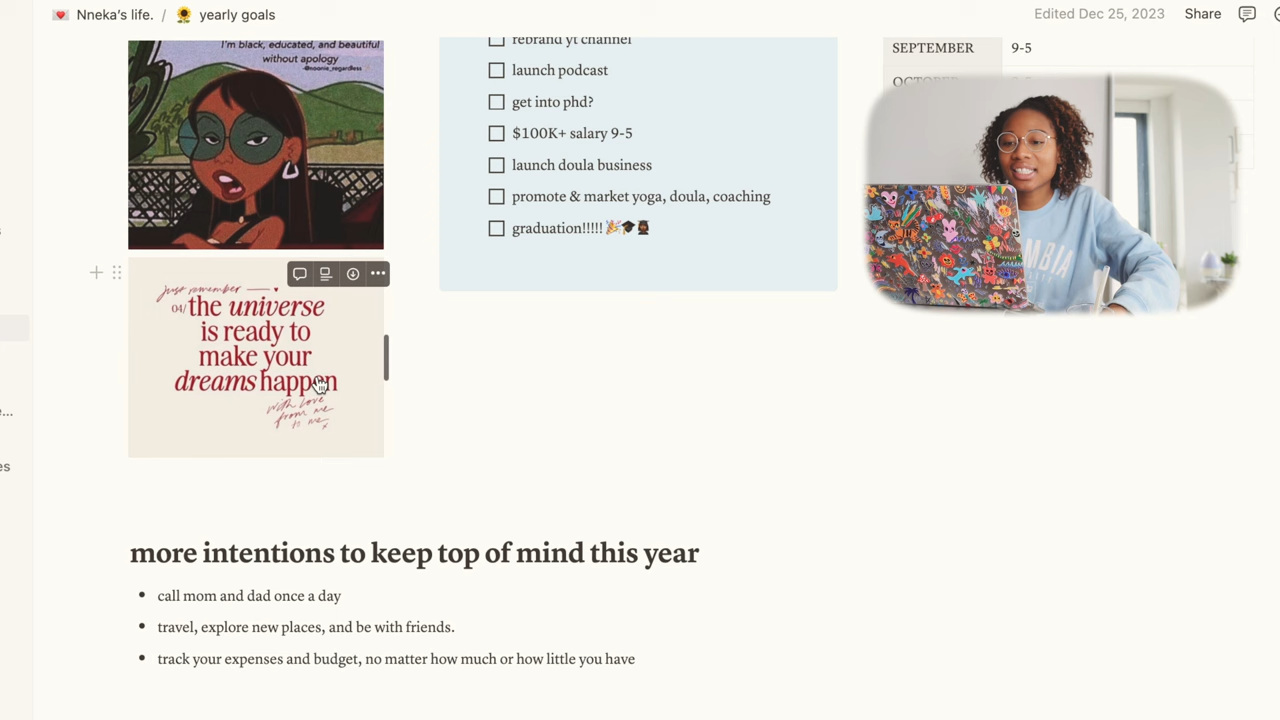 Nneka's life. / yearly goals
Edited Dec 25, 2023 Share
I'm black, educated, and beautiful
without apology
-@noonie_regardless
just remember
04/ the universe
is ready to
make your
dreams happen
with love
from me
to me x
rebrand yt channel
launch podcast
get into phd?
$100K+ salary 9-5
launch doula business
promote & market yoga, doula, coaching
graduation!!!!! 🎉🎓👩🏿‍🎓
SEPTEMBER 9-5
OCTOBER
more intentions to keep top of mind this year
• call mom and dad once a day
• travel, explore new places, and be with friends.
• track your expenses and budget, no matter how much or how little you have